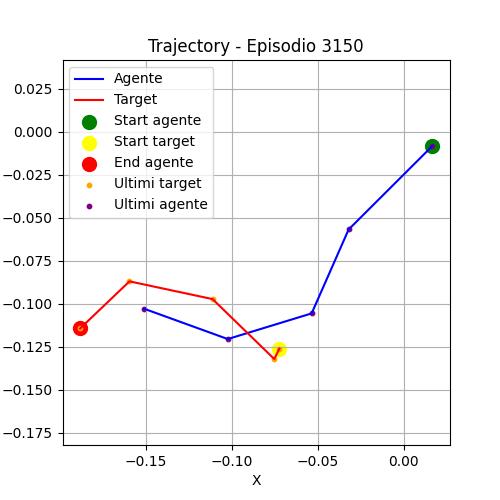 Trajectory - Episodio 3150
Agente
Target
Start agente
Start target
End agente
Ultimi target
Ultimi agente
0.025
0.000
−0.025
−0.050
−0.075
−0.100
−0.125
−0.150
−0.175
−0.15
−0.10
−0.05
0.00
X